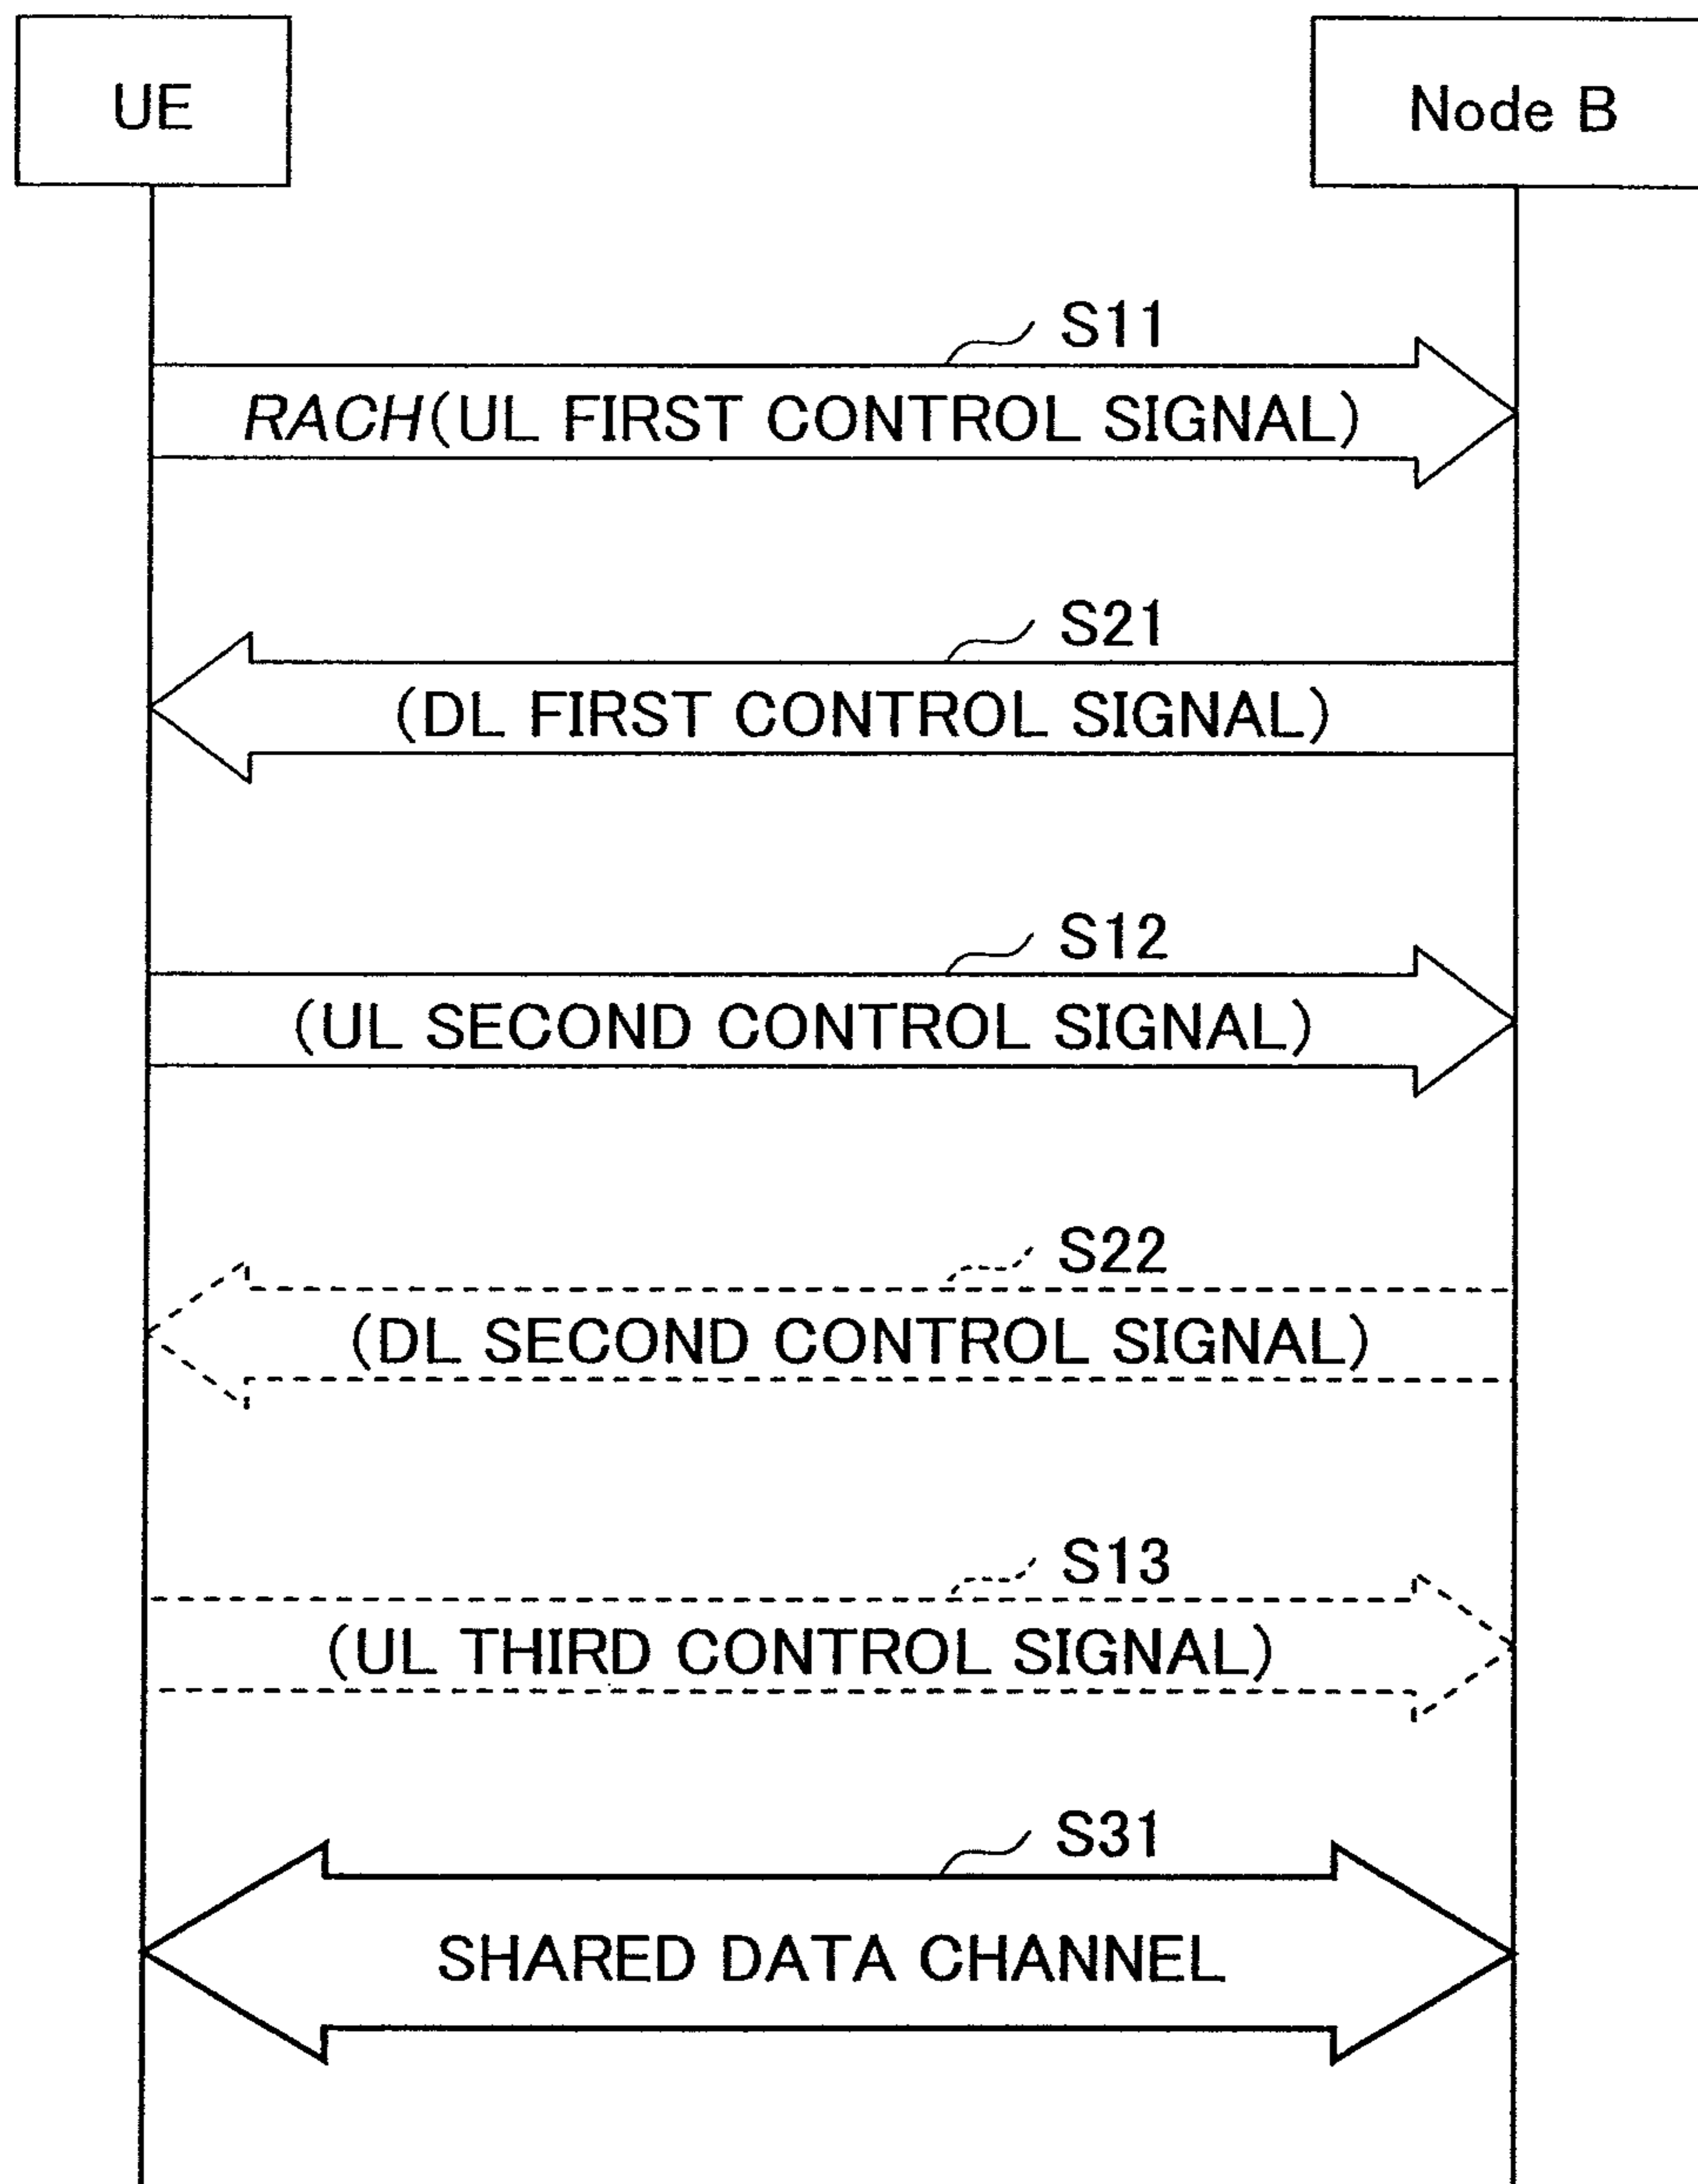 UE
Node B
S11
RACH(UL FIRST CONTROL SIGNAL)
S21
(DL FIRST CONTROL SIGNAL)
S12
(UL SECOND CONTROL SIGNAL)
S22
(DL SECOND CONTROL SIGNAL)
S13
(UL THIRD CONTROL SIGNAL)
S31
SHARED DATA CHANNEL